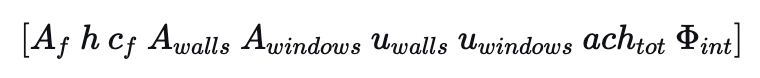 [A_f h c_f A_walls A_windows u_walls u_windows ach_tot Φ_int]